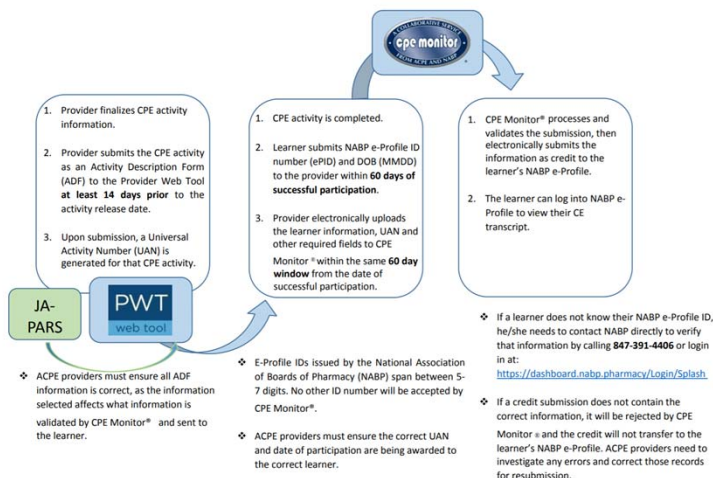 A COLLABORATIVE SERVICE
cpe monitor
FROM ACPE AND NABP
1. Provider finalizes CPE activity
information.
2. Provider submits the CPE activity
as an Activity Description Form
(ADF) to the Provider Web Tool
at least 14 days prior to the
activity release date.
3. Upon submission, a Universal
Activity Number (UAN) is
generated for that CPE activity.
JA-
PARS
PWT
web tool
❖ ACPE providers must ensure all ADF
information is correct, as the information
selected affects what information is
validated by CPE Monitor® and sent to
the learner.
1. CPE activity is completed.
2. Learner submits NABP e-Profile ID
number (ePID) and DOB (MMDD)
to the provider within 60 days of
successful participation.
3. Provider electronically uploads
the learner information, UAN and
other required fields to CPE
Monitor ® within the same 60 day
window from the date of
successful participation.
❖ E-Profile IDs issued by the National Association
of Boards of Pharmacy (NABP) span between 5-
7 digits. No other ID number will be accepted by
CPE Monitor®.
❖ ACPE providers must ensure the correct UAN
and date of participation are being awarded to
the correct learner.
1. CPE Monitor® processes and
validates the submission, then
electronically submits the
information as credit to the
learner's NABP e-Profile.
2. The learner can log into NABP e-
Profile to view their CE
transcript.
❖ If a learner does not know their NABP e-Profile ID,
he/she needs to contact NABP directly to verify
that information by calling 847-391-4406 or login
in at:
https://dashboard.nabp.pharmacy/Login/Splash
❖ If a credit submission does not contain the
correct information, it will be rejected by CPE
Monitor ® and the credit will not transfer to the
learner's NABP e-Profile. ACPE providers need to
investigate any errors and correct those records
for resubmission.